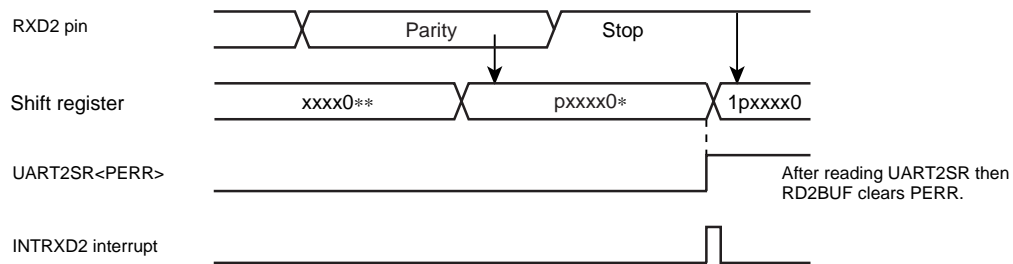 RXD2 pin
Parity
Stop
Shift register
xxxx0**
pxxxx0*
1pxxxx0
UART2SR<PERR>
After reading UART2SR then
RD2BUF clears PERR.
INTRXD2 interrupt